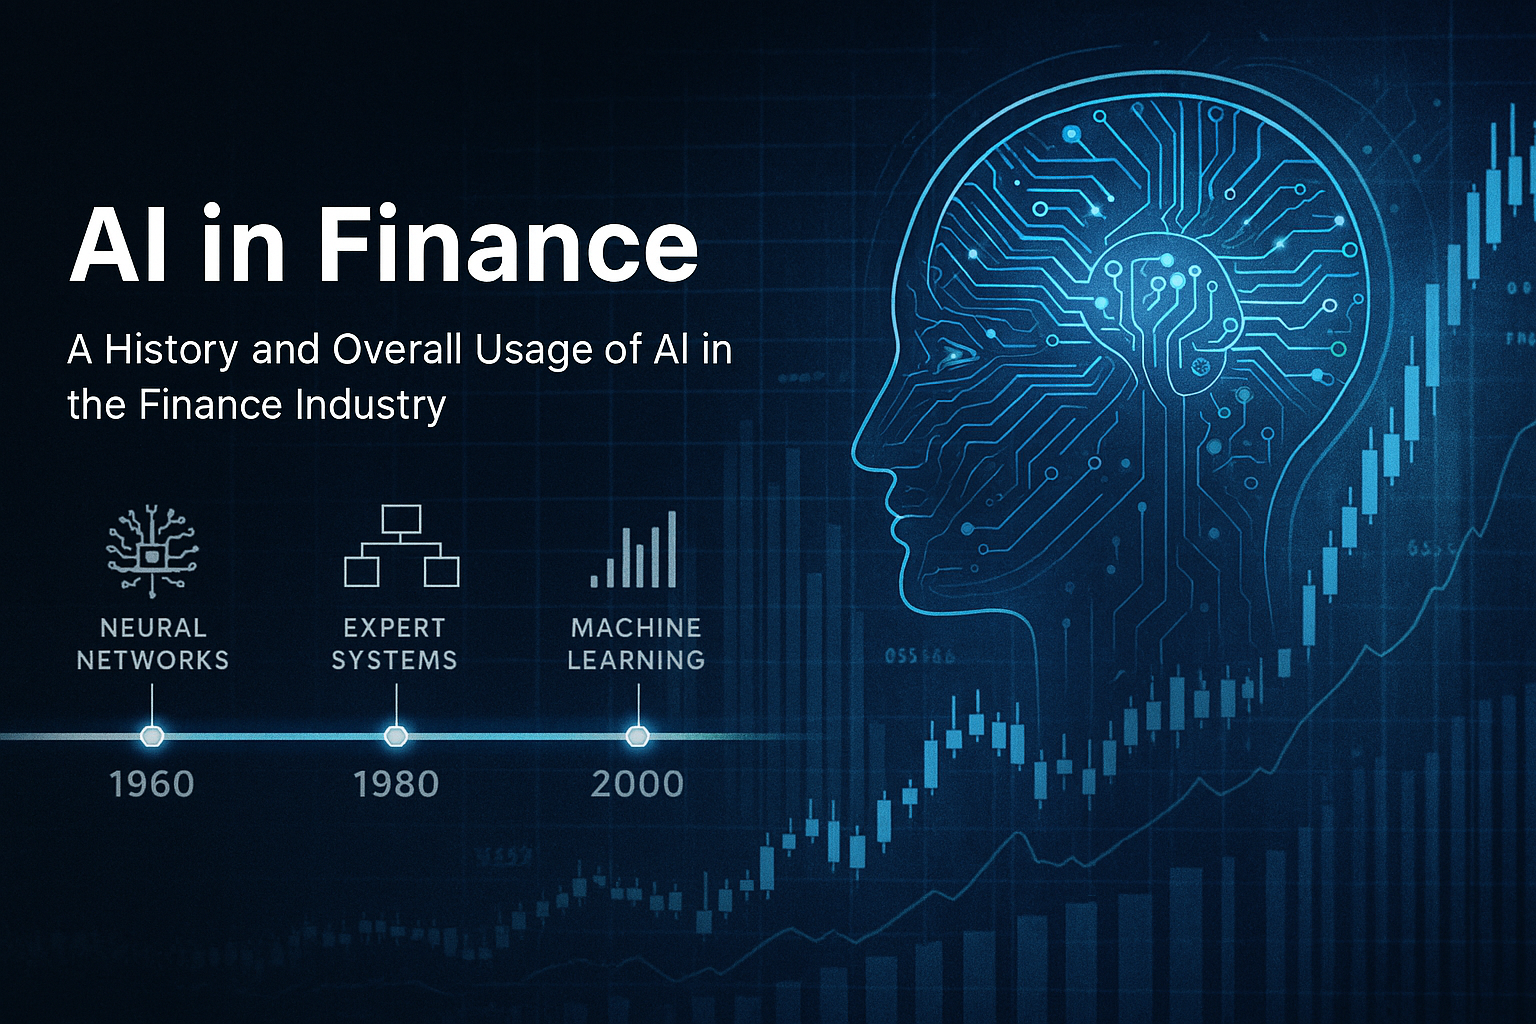 AI in Finance
A History and Overall Usage of AI in
the Finance Industry
NEURAL
NETWORKS
EXPERT
SYSTEMS
MACHINE
LEARNING
1960
1980
2000